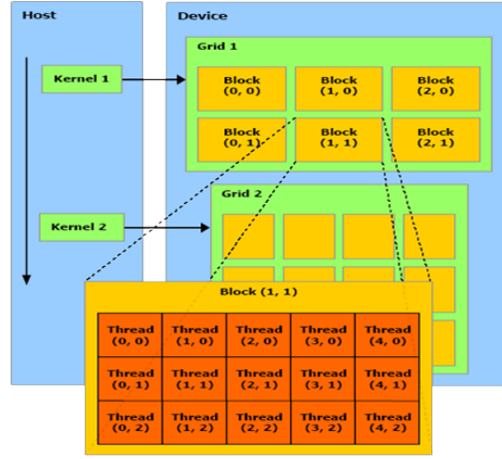 Host
Device
Grid 1
Kernel 1
Block Block Block
(0, 0) (1, 0) (2, 0)
Block Block Block
(0, 1) (1, 1) (2, 1)
Grid 2
Kernel 2
Block (1, 1)
Thread Thread Thread Thread Thread
(0, 0) (1, 0) (2, 0) (3, 0) (4, 0)
Thread Thread Thread Thread Thread
(0, 1) (1, 1) (2, 1) (3, 1) (4, 1)
Thread Thread Thread Thread Thread
(0, 2) (1, 2) (2, 2) (3, 2) (4, 2)